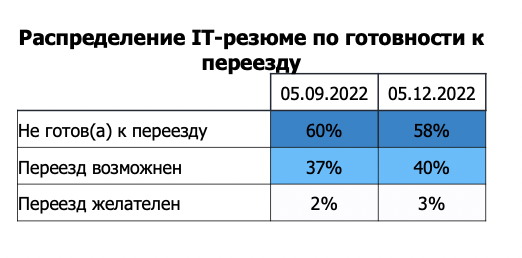 Распределение IT-резюме по готовности к
переезду
05.09.2022 05.12.2022
Не готов(а) к переезду 60% 58%
Переезд возможнен 37% 40%
Переезд желателен 2% 3%